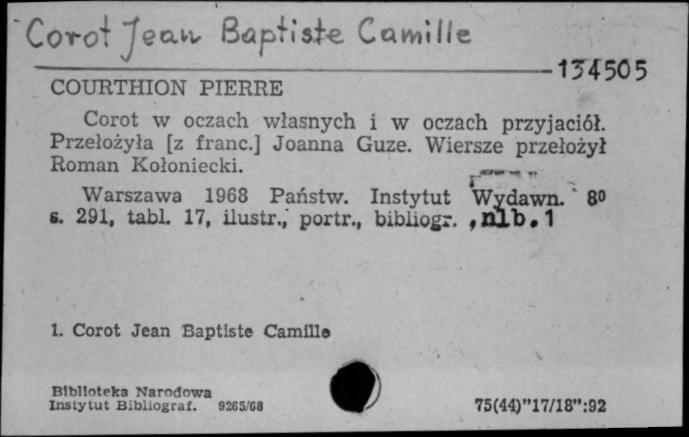 Corot Jean Baptiste Camille
134505
COURTHION PIERRE
Corot w oczach własnych i w oczach przyjaciół.
Przełożyła [z franc.] Joanna Guze. Wiersze przełożył
Roman Kołoniecki.
Warszawa 1968 Państw. Instytut Wydawn. 8⁰
s. 291, tabl. 17, ilustr., portr., bibliogr. , nlb. 1
1. Corot Jean Baptiste Camille
Biblioteka Narodowa
Instytut Bibliograf. 9265/68
75(44)"17/18":92